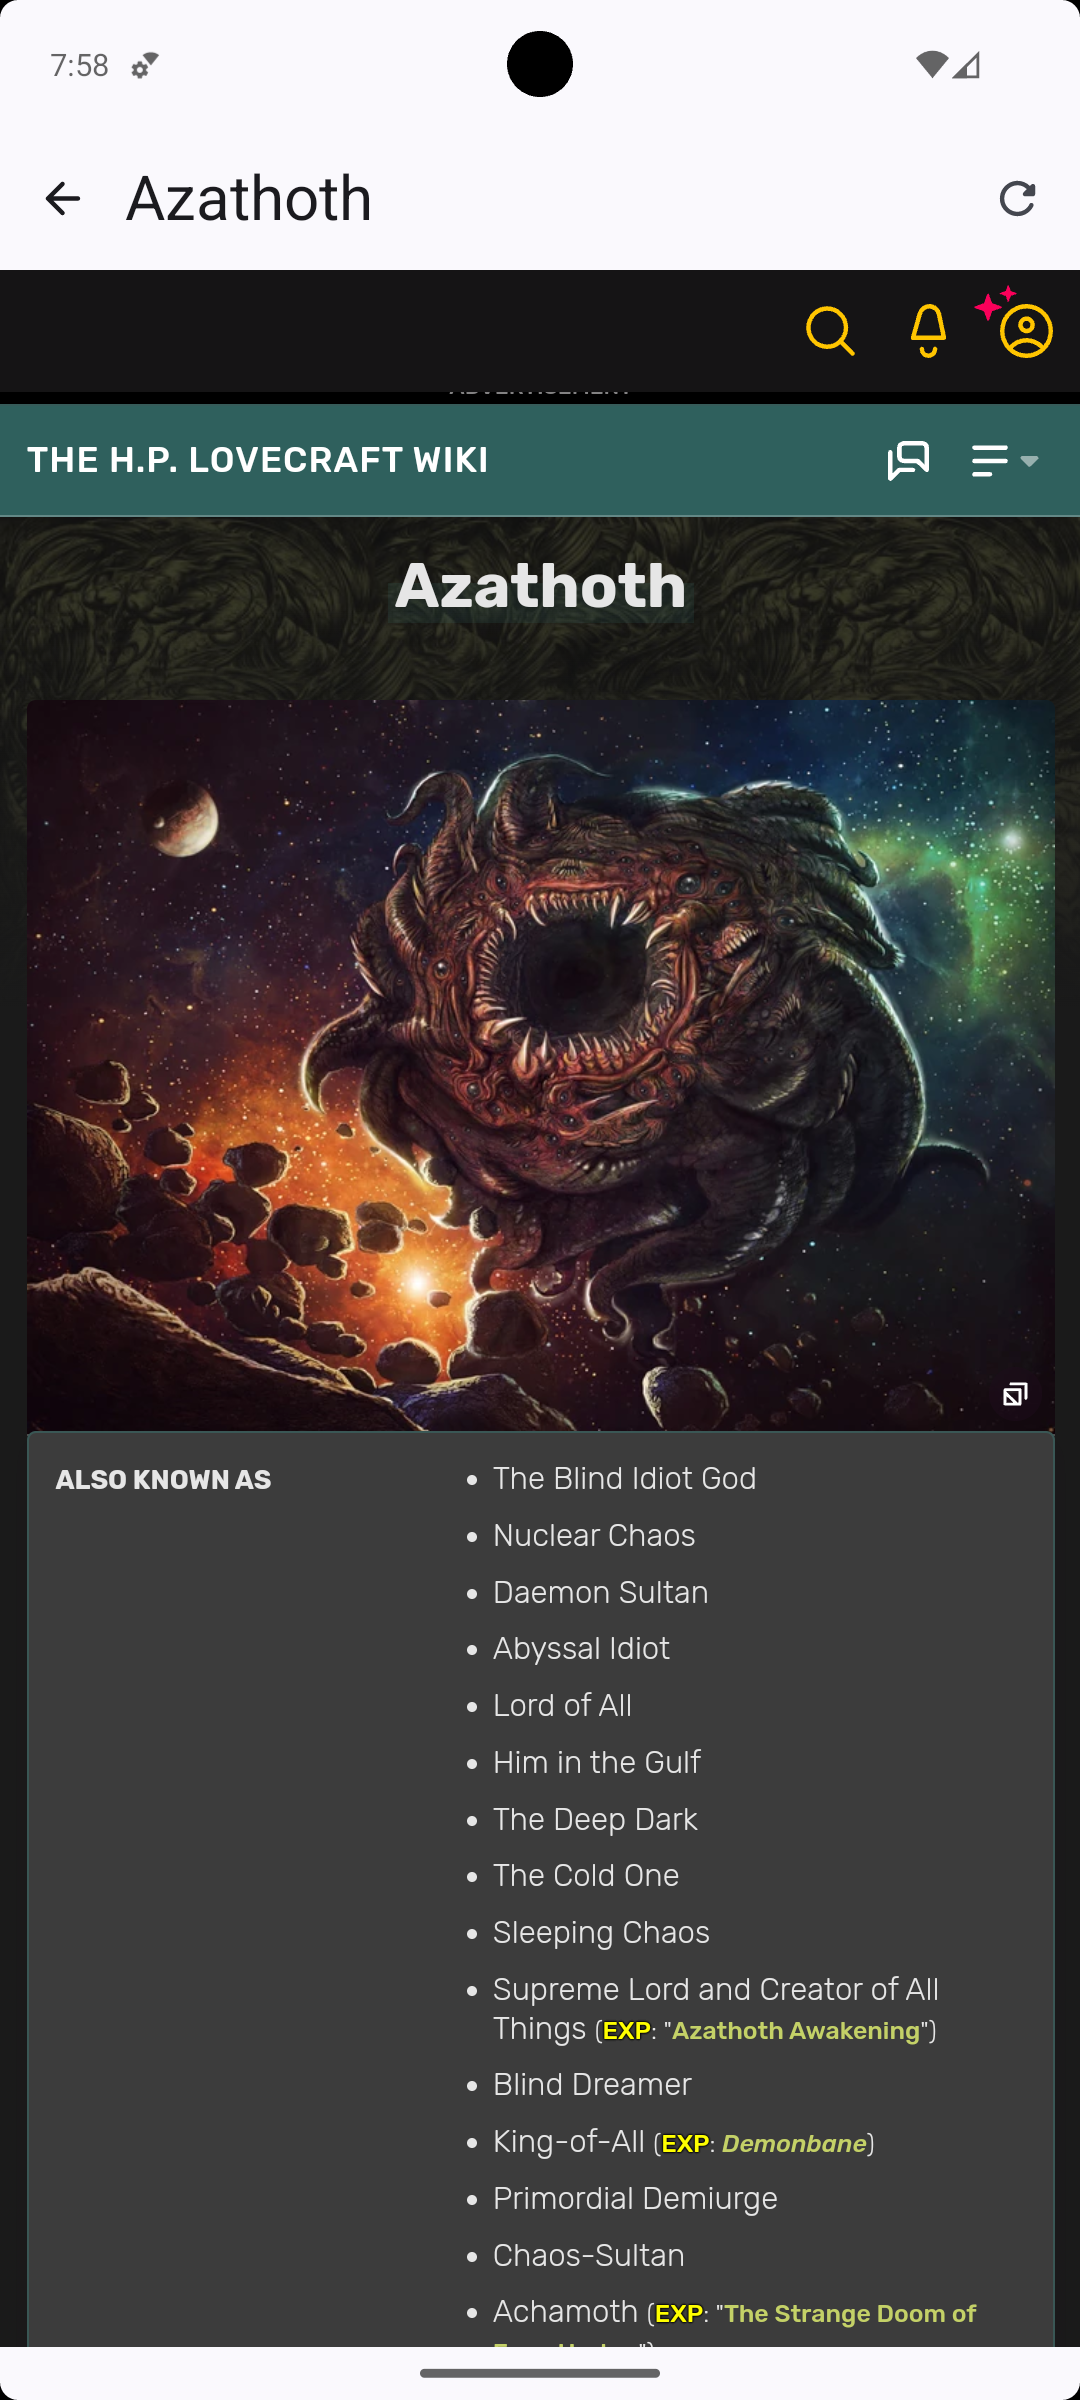 7:58
Azathoth
THE H.P. LOVECRAFT WIKI
Azathoth
ALSO KNOWN AS
The Blind Idiot God
Nuclear Chaos
Daemon Sultan
Abyssal Idiot
Lord of All
Him in the Gulf
The Deep Dark
The Cold One
Sleeping Chaos
Supreme Lord and Creator of All
Things (EXP: "Azathoth Awakening")
Blind Dreamer
King-of-All (EXP: Demonbane)
Primordial Demiurge
Chaos-Sultan
Achamoth (EXP: "The Strange Doom of